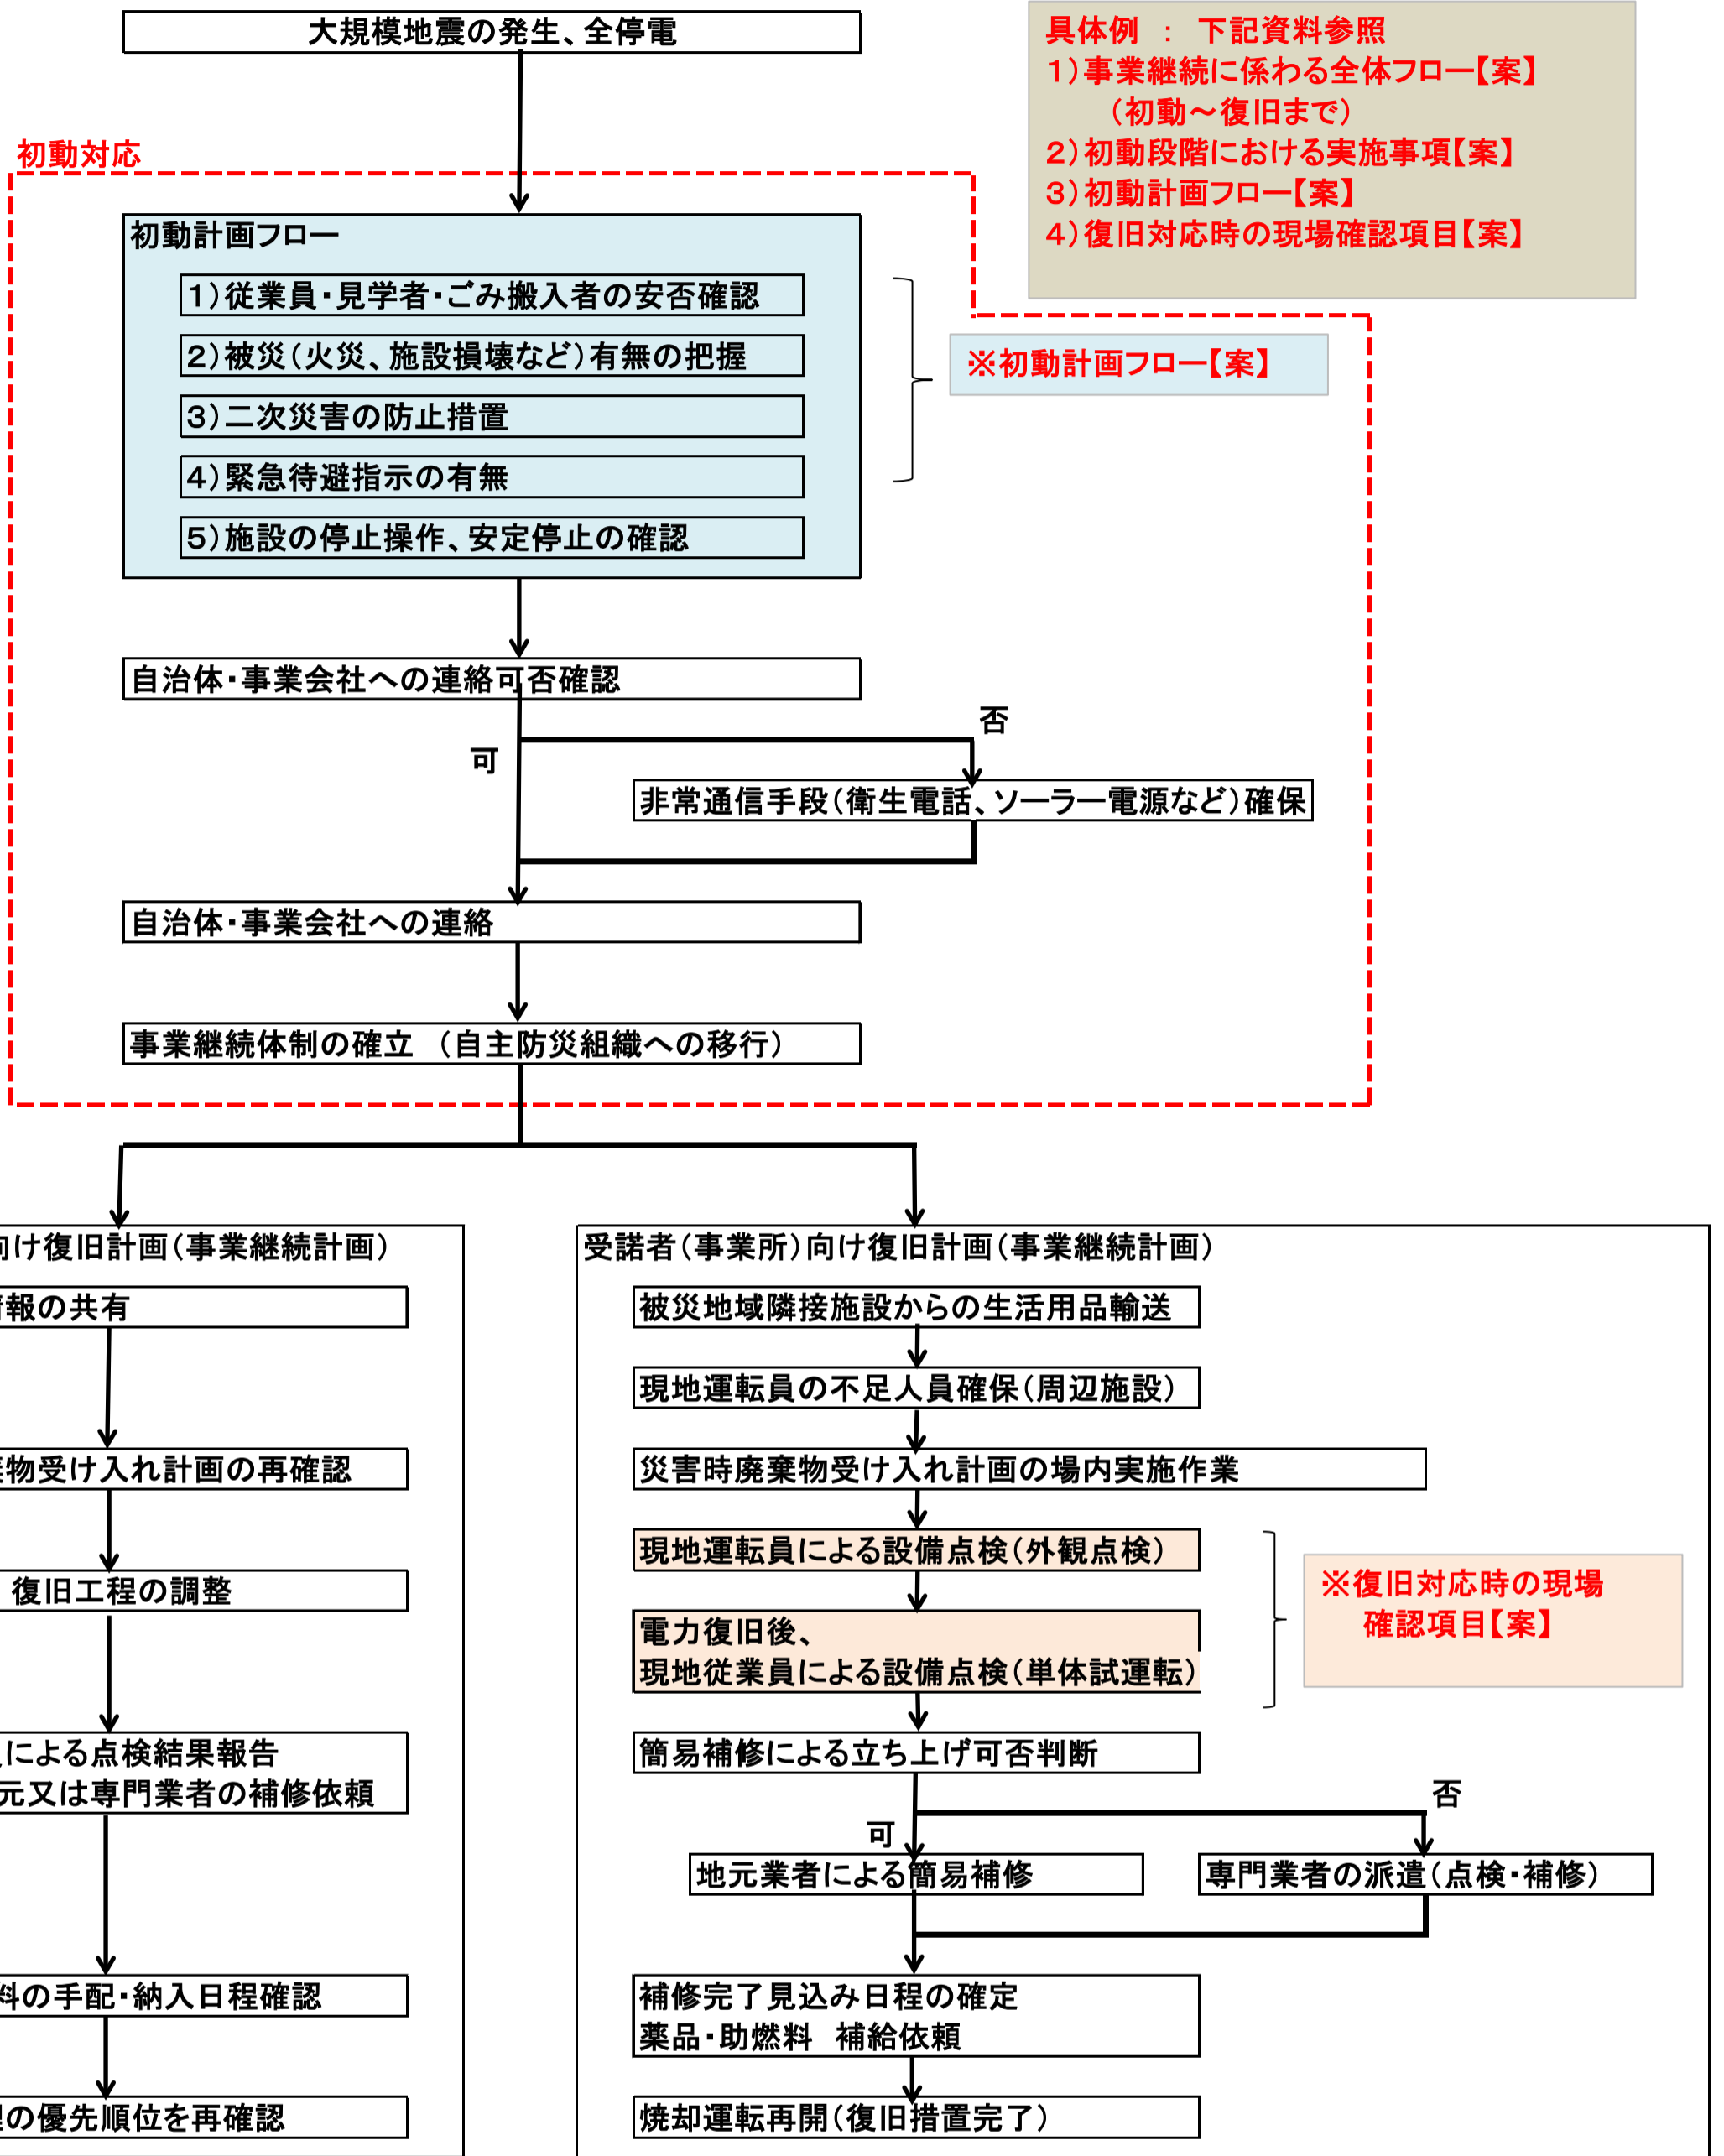 大規模地震の発生、全停電
具体例 : 下記資料参照
1)事業継続に係わる全体フロー【案】
(初動~復旧まで)
2)初動段階における実施事項【案】
3)初動計画フロー【案】
4)復旧対応時の現場確認項目【案】
初動対応
初動計画フロー
1)従業員・見学者・ごみ搬入者の安否確認
2)被災(火災、施設損壊など)有無の把握
3)二次災害の防止措置
4)緊急待避指示の有無
5)施設の停止操作、安定停止の確認
※初動計画フロー【案】
自治体・事業会社への連絡可否確認
否
可
非常通信手段(衛生電話、ソーラー電源など)確保
自治体・事業会社への連絡
事業継続体制の確立 (自主防災組織への移行)
向け復旧計画(事業継続計画)
情報の共有
物受け入れ計画の再確認
復旧工程の調整
による点検結果報告
元又は専門業者の補修依頼
料の手配・納入日程確認
の優先順位を再確認
受諾者(事業所)向け復旧計画(事業継続計画)
被災地域隣接施設からの生活用品輸送
現地運転員の不足人員確保(周辺施設)
災害時廃棄物受け入れ計画の場内実施作業
現地運転員による設備点検(外観点検)
電力復旧後、
現地従業員による設備点検(単体試運転)
※復旧対応時の現場
確認項目【案】
簡易補修による立ち上げ可否判断
否
可
地元業者による簡易補修
専門業者の派遣(点検・補修)
補修完了見込み日程の確定
薬品・助燃料 補給依頼
焼却運転再開(復旧措置完了)